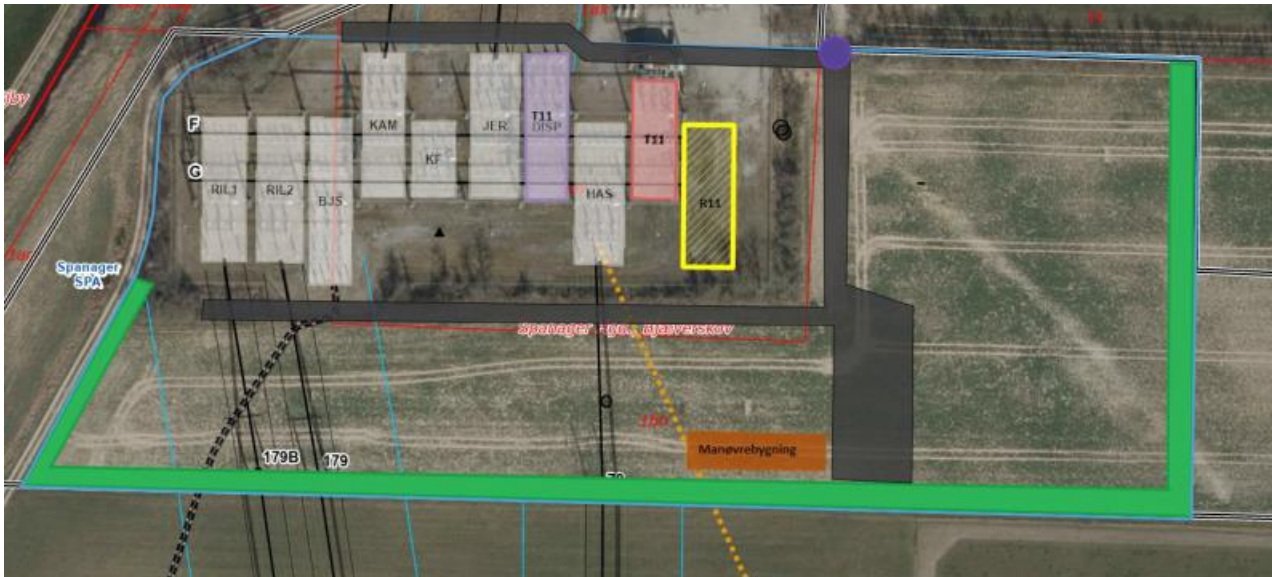 F
G
KAM
KF
JER
T11
DISP
T11
HAS
R11
RIL1
RIL2
BJS
Spanager
SPA
179B
179
Manøvrebygning